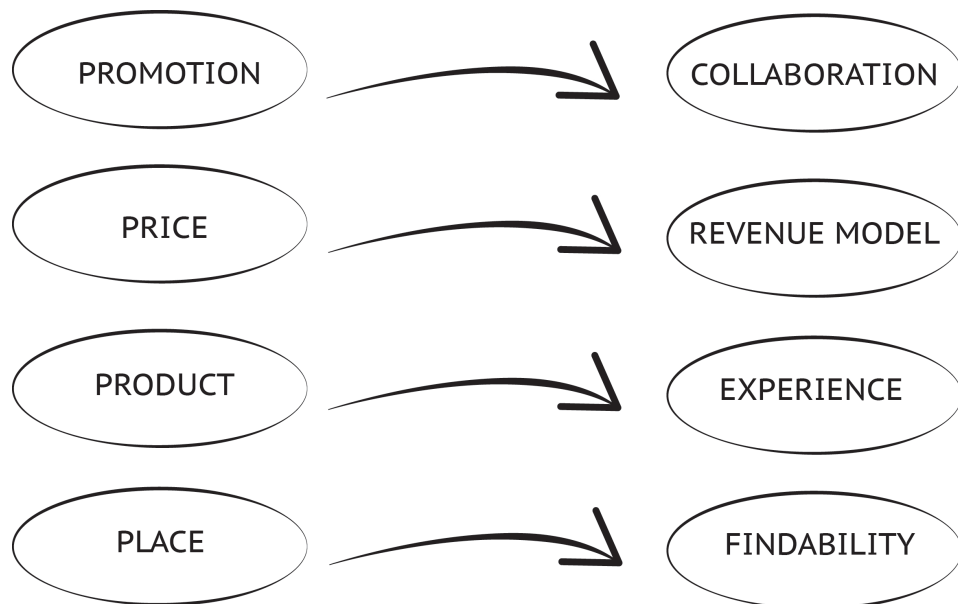 PROMOTION
COLLABORATION
PRICE
REVENUE MODEL
PRODUCT
EXPERIENCE
PLACE
FINDABILITY